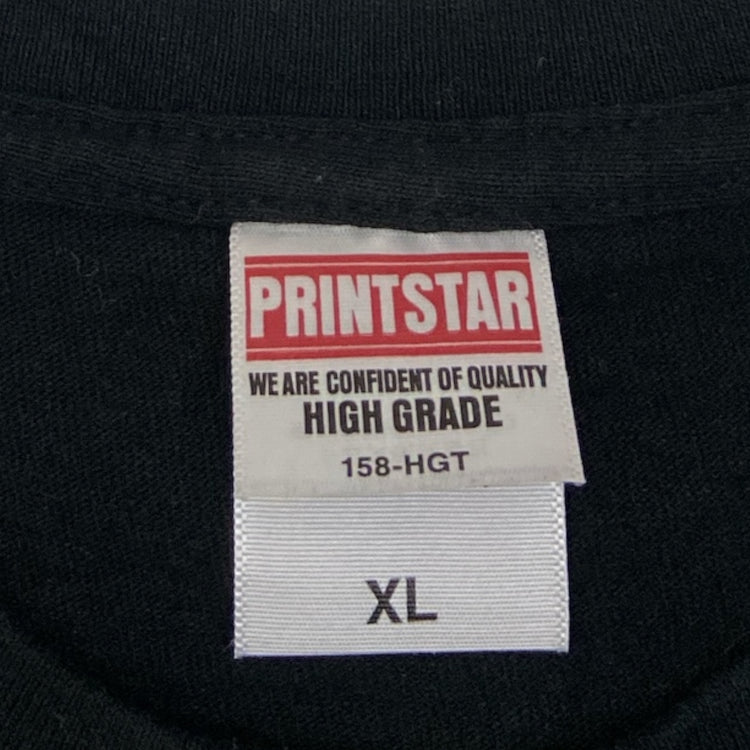 PRINTSTAR
WE ARE CONFIDENT OF QUALITY
HIGH GRADE
158-HGT
XL